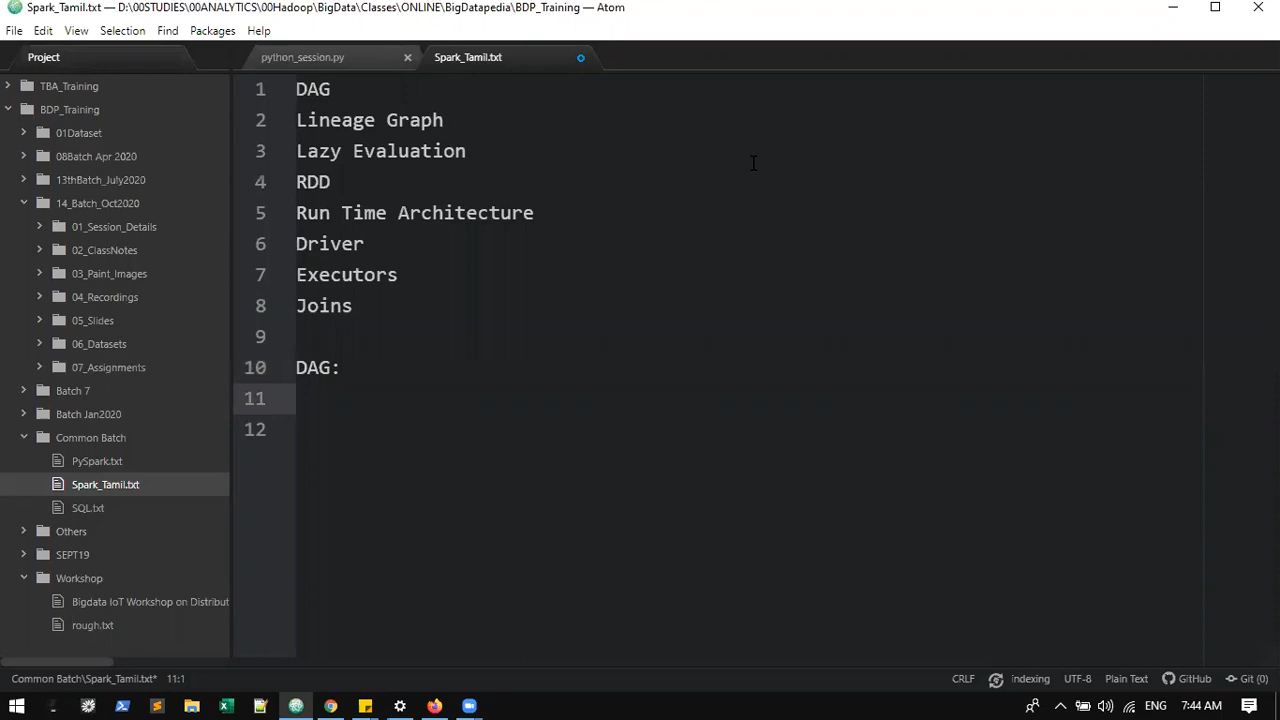 Spark_Tamil.txt — D:\00STUDIES\00ANALYTICS\00Hadoop\BigData\Classes\ONLINE\BigDatapedia\BDP_Training — Atom
File Edit View Selection Find Packages Help
Project
python_session.py
Spark_Tamil.txt
TBA_Training
BDP_Training
01Dataset
08Batch Apr 2020
13thBatch_July2020
14_Batch_Oct2020
01_Session_Details
02_ClassNotes
03_Paint_Images
04_Recordings
05_Slides
06_Datasets
07_Assignments
Batch 7
Batch Jan2020
Common Batch
PySpark.txt
Spark_Tamil.txt
SQL.txt
Others
SEPT19
Workshop
Bigdata IoT Workshop on Distribut
rough.txt
1 DAG
2 Lineage Graph
3 Lazy Evaluation
4 RDD
5 Run Time Architecture
6 Driver
7 Executors
8 Joins
9
10 DAG:
11
12
Common Batch\Spark_Tamil.txt* 11:1
CRLF Indexing UTF-8 Plain Text GitHub Git (0)
ENG 7:44 AM